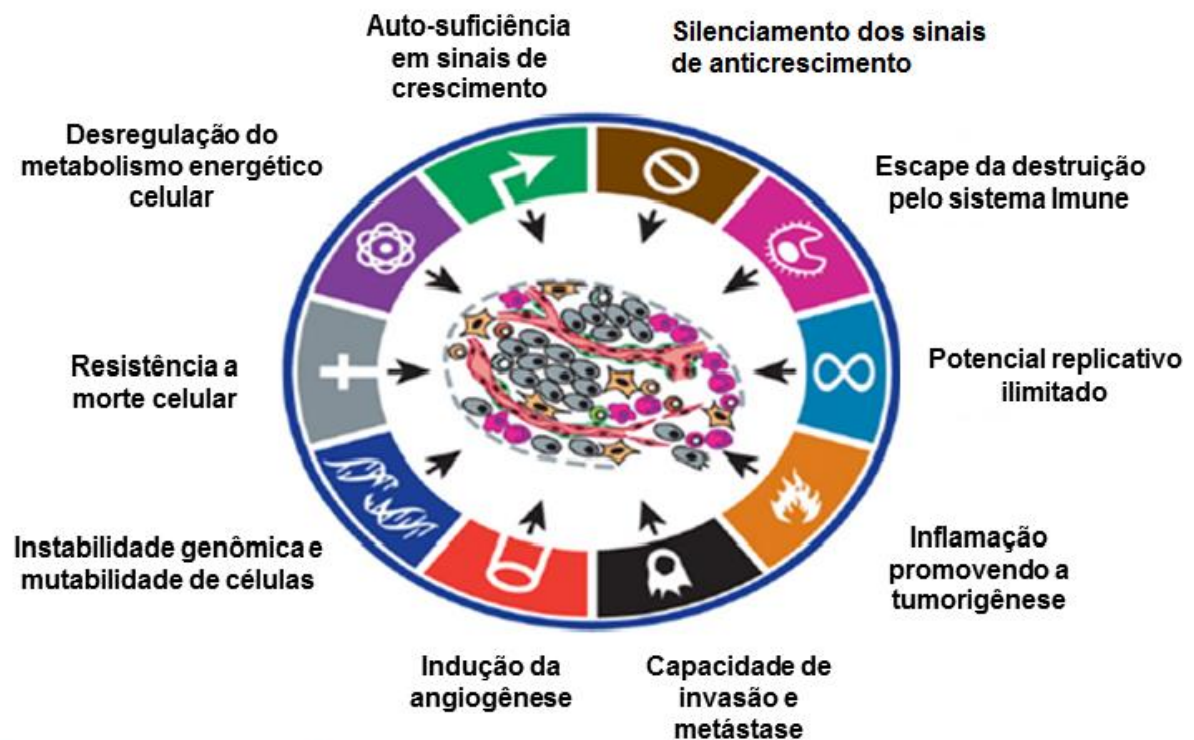 Auto-suficiência
em sinais de
crescimento
Silenciamento dos sinais
de anticrescimento
Desregulação do
metabolismo energético
celular
Escape da destruição
pelo sistema Imune
Resistência a
morte celular
Potencial replicativo
ilimitado
Instabilidade genômica e
mutabilidade de células
Inflamação
promovendo a
tumorigênese
Indução da
angiogênese
Capacidade de
invasão e
metástase